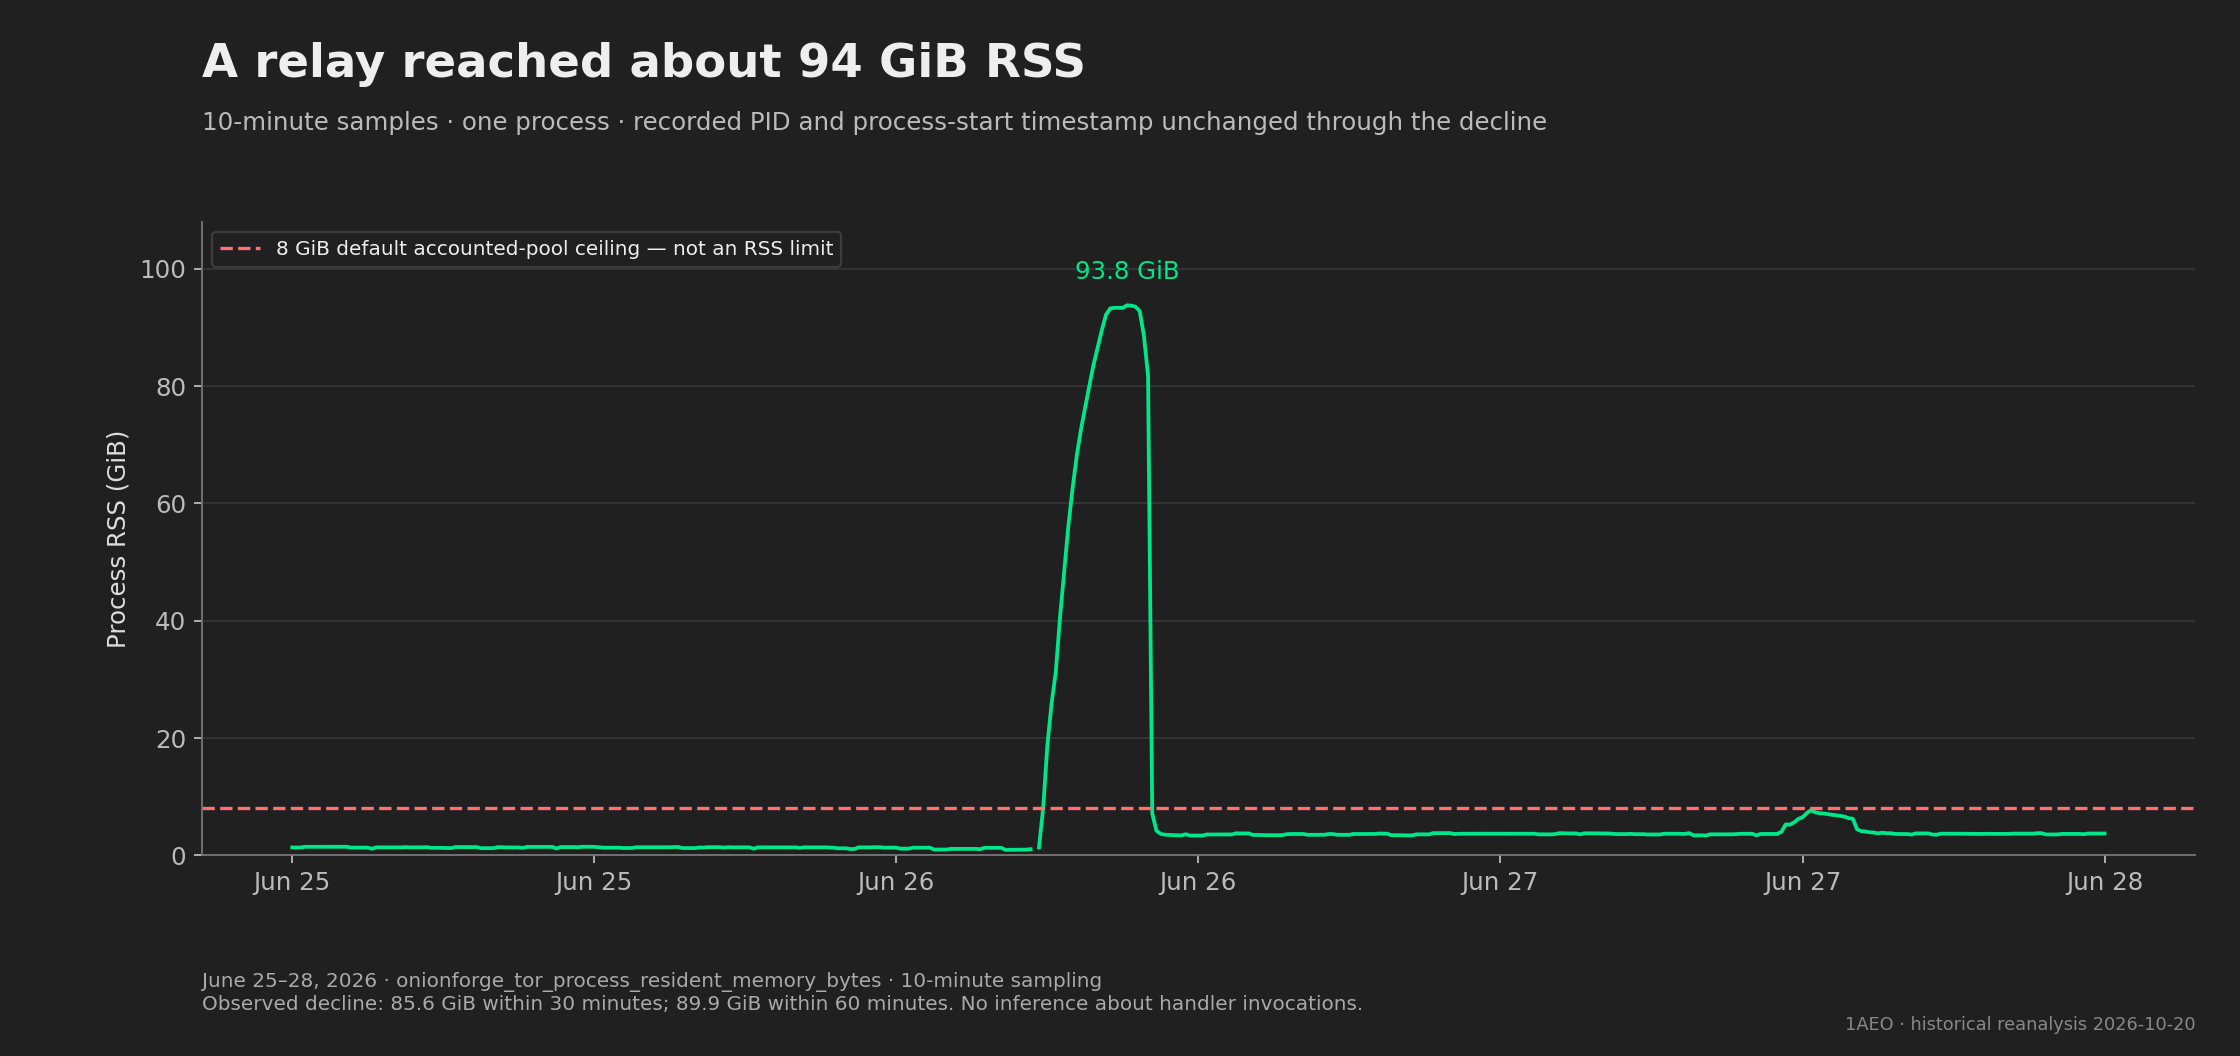 A relay reached about 94 GiB RSS
10-minute samples · one process · recorded PID and process-start timestamp unchanged through the decline
8 GiB default accounted-pool ceiling — not an RSS limit
93.8 GiB
Process RSS (GiB)
100
80
60
40
20
0
Jun 25
Jun 25
Jun 26
Jun 26
Jun 27
Jun 27
Jun 28
June 25–28, 2026 · onionforge_tor_process_resident_memory_bytes · 10-minute sampling
Observed decline: 85.6 GiB within 30 minutes; 89.9 GiB within 60 minutes. No inference about handler invocations.
1AEO · historical reanalysis 2026-10-20